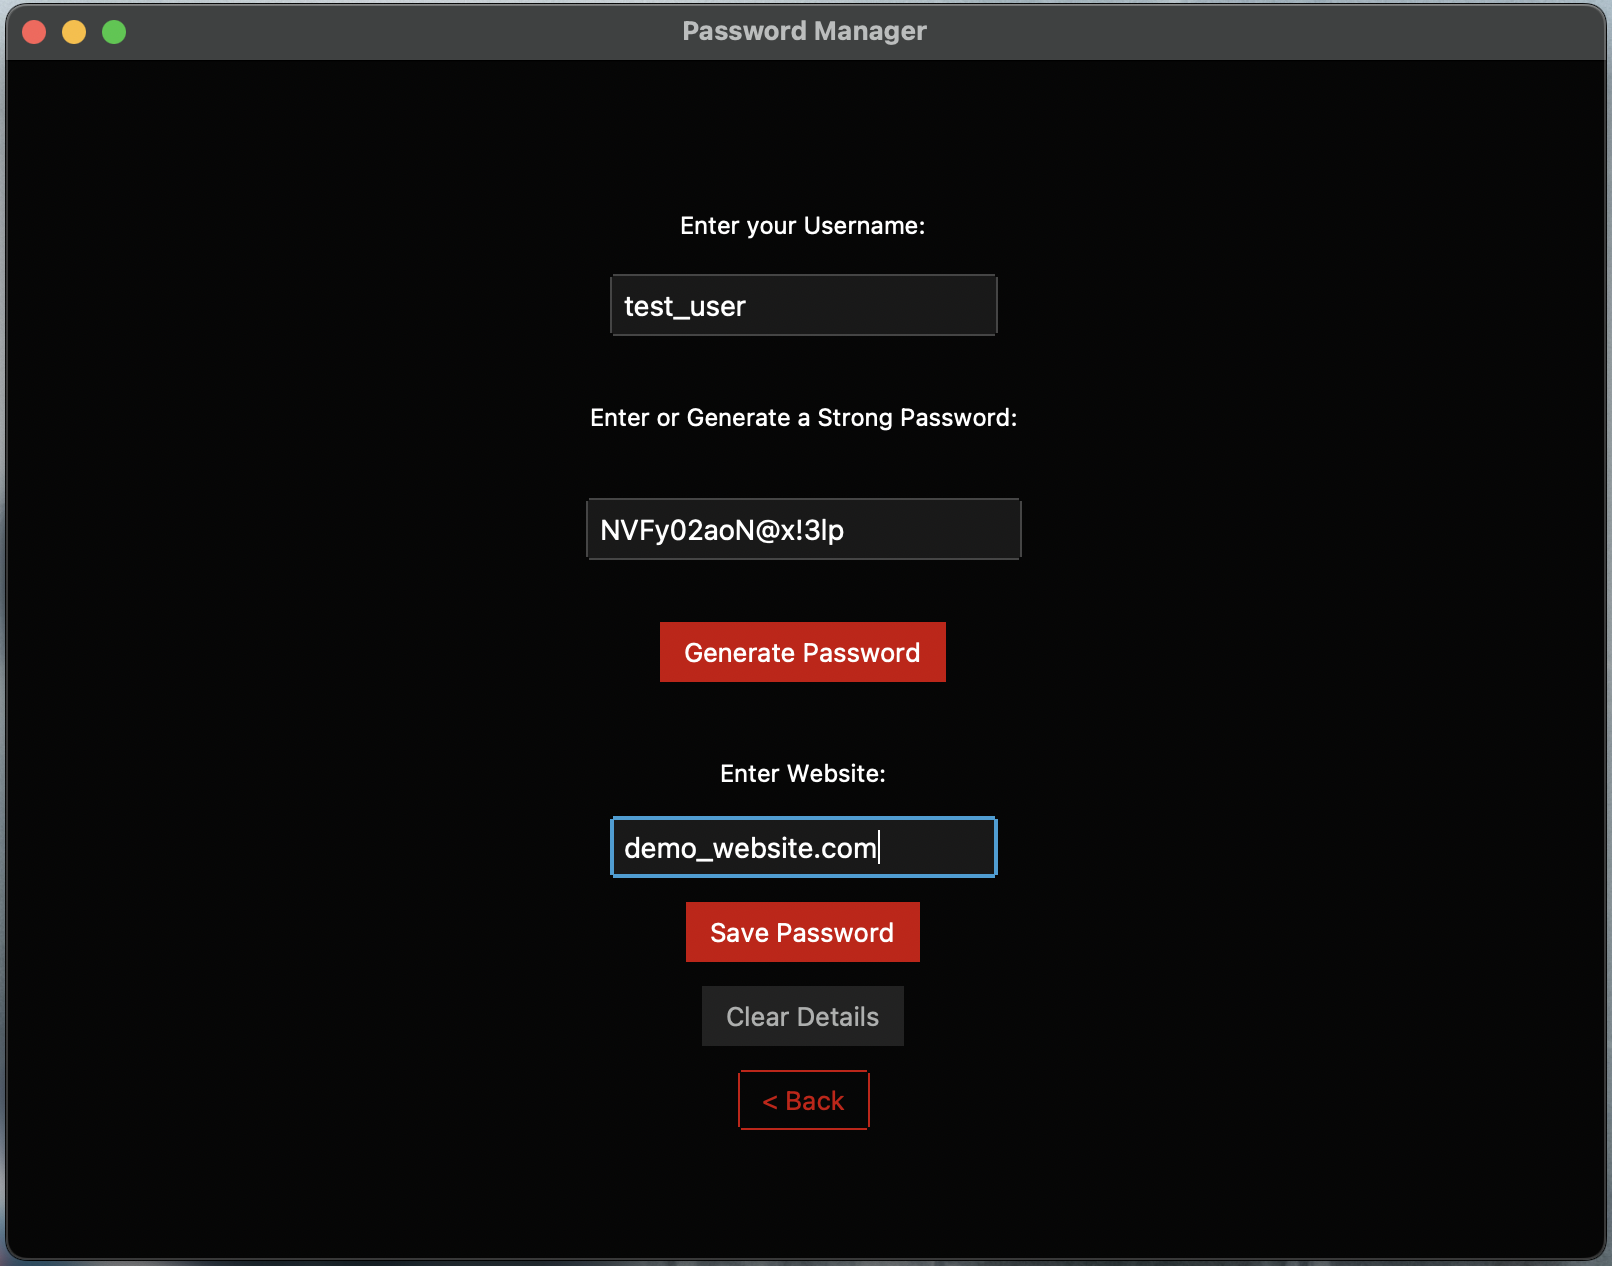 Password Manager
Enter your Username:
test_user
Enter or Generate a Strong Password:
NVFy02aoN@x!3lp
Generate Password
Enter Website:
demo_website.com
Save Password
Clear Details
< Back